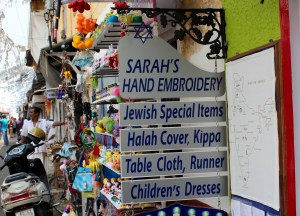 SARAH'S
HAND EMBROIDERY
Jewish Special Items
Halah Cover, Kippa
Table Cloth, Runner
Children's Dresses